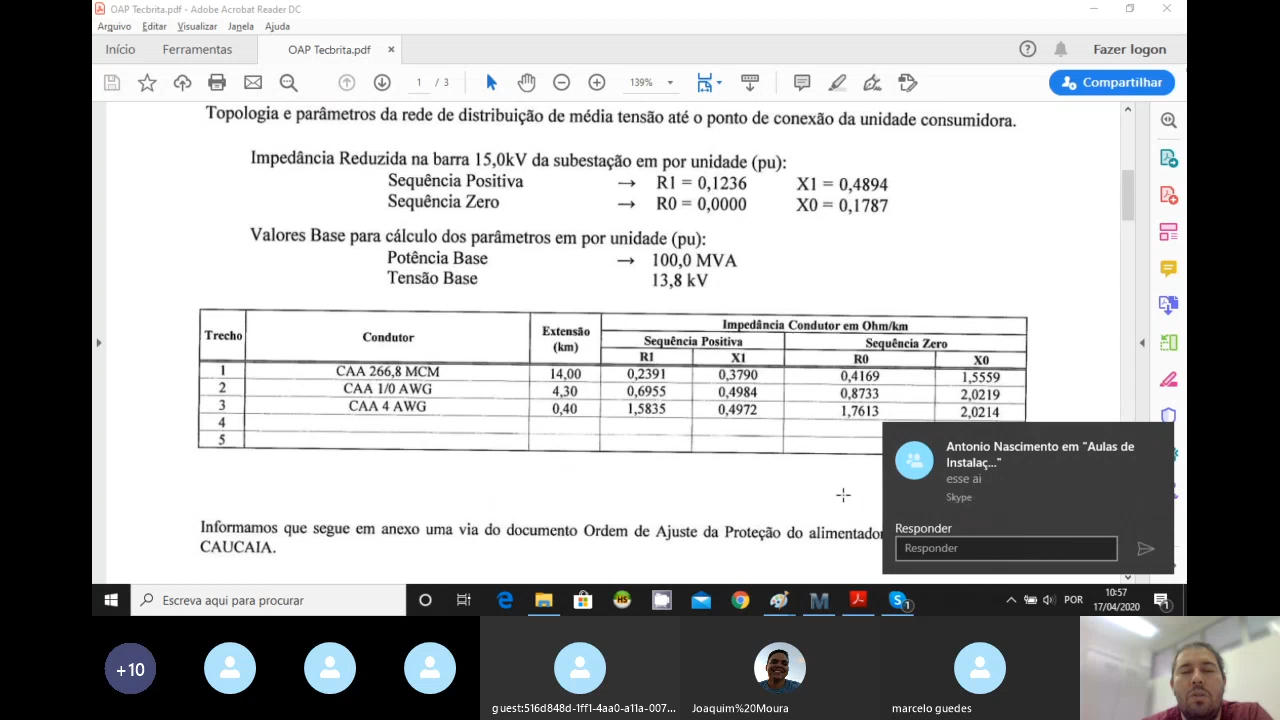 OAP Tecbrita.pdf - Adobe Acrobat Reader DC
Arquivo Editar Visualizar Janela Ajuda
Início Ferramentas OAP Tecbrita.pdf × Fazer logon
1 / 3 139% Compartilhar
Topologia e parâmetros da rede de distribuição de média tensão até o ponto de conexão da unidade consumidora.
Impedância Reduzida na barra 15,0kV da subestação em por unidade (pu):
Sequência Positiva → R1 = 0,1236 X1 = 0,4894
Sequência Zero → R0 = 0,0000 X0 = 0,1787
Valores Base para cálculo dos parâmetros em por unidade (pu):
Potência Base → 100,0 MVA
Tensão Base 13,8 kV
Trecho Condutor Extensão (km) Impedância Condutor em Ohm/km
Sequência Positiva Sequência Zero
R1 X1 R0 X0
1 CAA 266,8 MCM 14,00 0,2391 0,3790 0,4169 1,5559
2 CAA 1/0 AWG 4,30 0,6955 0,4984 0,8733 2,0219
3 CAA 4 AWG 0,40 1,5835 0,4972 1,7613 2,0214
4
5
Informamos que segue em anexo uma via do documento Ordem de Ajuste da Proteção do alimentador
CAUCAIA.
Antonio Nascimento em "Aulas de
Instalaç..."
esse ai
Skype
Responder
Responder
Escreva aqui para procurar
HS
1
POR
10:57
17/04/2020
1
+10
guest:516d848d-1ff1-4aa0-a11a-007...
Joaquim%20Moura
marcelo guedes